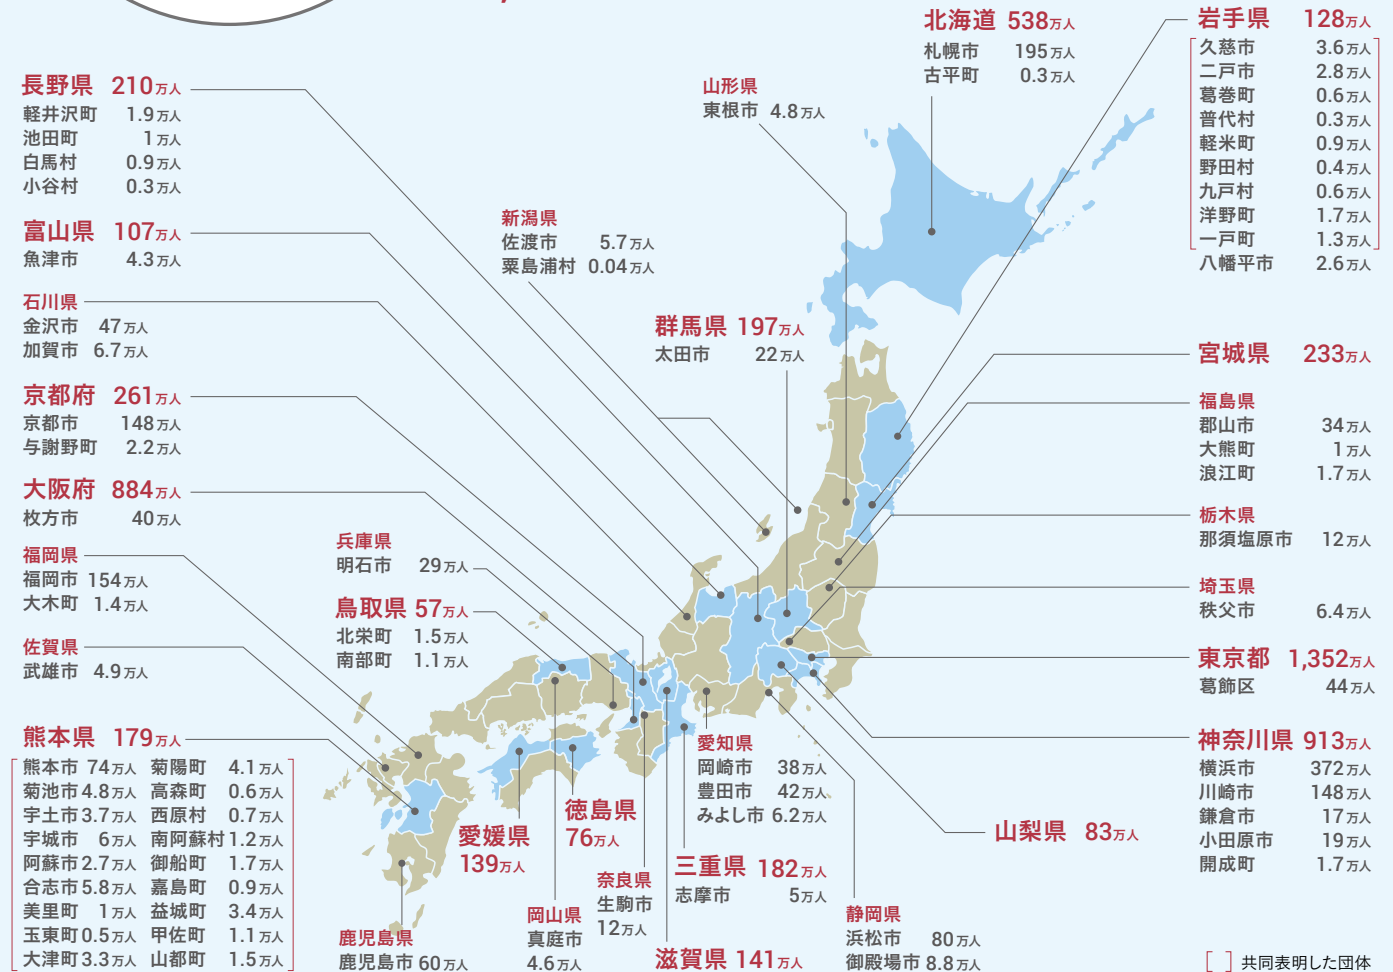 北海道 538万人
札幌市 195万人
古平町 0.3万人
岩手県 128万人
久慈市 3.6万人
二戸市 2.8万人
葛巻町 0.6万人
普代村 0.3万人
軽米町 0.9万人
野田村 0.4万人
九戸村 0.6万人
洋野町 1.7万人
一戸町 1.3万人
八幡平市 2.6万人
長野県 210万人
軽井沢町 1.9万人
池田町 1万人
白馬村 0.9万人
小谷村 0.3万人
山形県
東根市 4.8万人
富山県 107万人
魚津市 4.3万人
新潟県
佐渡市 5.7万人
粟島浦村 0.04万人
石川県
金沢市 47万人
加賀市 6.7万人
群馬県 197万人
太田市 22万人
宮城県 233万人
京都府 261万人
京都市 148万人
与謝野町 2.2万人
福島県
郡山市 34万人
大熊町 1万人
浪江町 1.7万人
大阪府 884万人
枚方市 40万人
栃木県
那須塩原市 12万人
福岡県
福岡市 154万人
大木町 1.4万人
兵庫県
明石市 29万人
埼玉県
秩父市 6.4万人
鳥取県 57万人
北栄町 1.5万人
南部町 1.1万人
佐賀県
武雄市 4.9万人
東京都 1,352万人
葛飾区 44万人
熊本県 179万人
熊本市 74万人 菊陽町 4.1万人
菊池市 4.8万人 高森町 0.6万人
宇土市 3.7万人 西原村 0.7万人
宇城市 6万人 南阿蘇村 1.2万人
阿蘇市 2.7万人 御船町 1.7万人
合志市 5.8万人 嘉島町 0.9万人
美里町 1万人 益城町 3.4万人
玉東町 0.5万人 甲佐町 1.1万人
大津町 3.3万人 山都町 1.5万人
愛知県
岡崎市 38万人
豊田市 42万人
みよし市 6.2万人
神奈川県 913万人
横浜市 372万人
川崎市 148万人
鎌倉市 17万人
小田原市 19万人
開成町 1.7万人
徳島県
76万人
愛媛県
139万人
山梨県 83万人
三重県 182万人
志摩市 5万人
奈良県
生駒市
12万人
岡山県
真庭市
4.6万人
静岡県
浜松市 80万人
御殿場市 8.8万人
鹿児島県
鹿児島市 60万人
滋賀県 141万人
[ ] 共同表明した団体